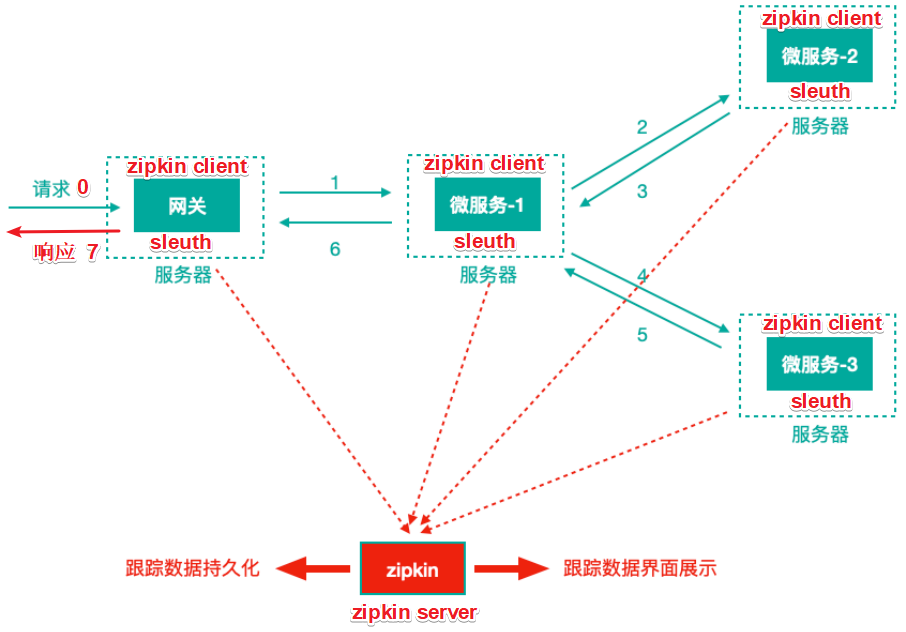 zipkin client
微服务-2
sleuth
服务器
请求 0
响应 7
zipkin client
网关
sleuth
服务器
1
6
zipkin client
微服务-1
sleuth
服务器
2
3
4
5
zipkin client
微服务-3
sleuth
服务器
跟踪数据持久化
zipkin
跟踪数据界面展示
zipkin server